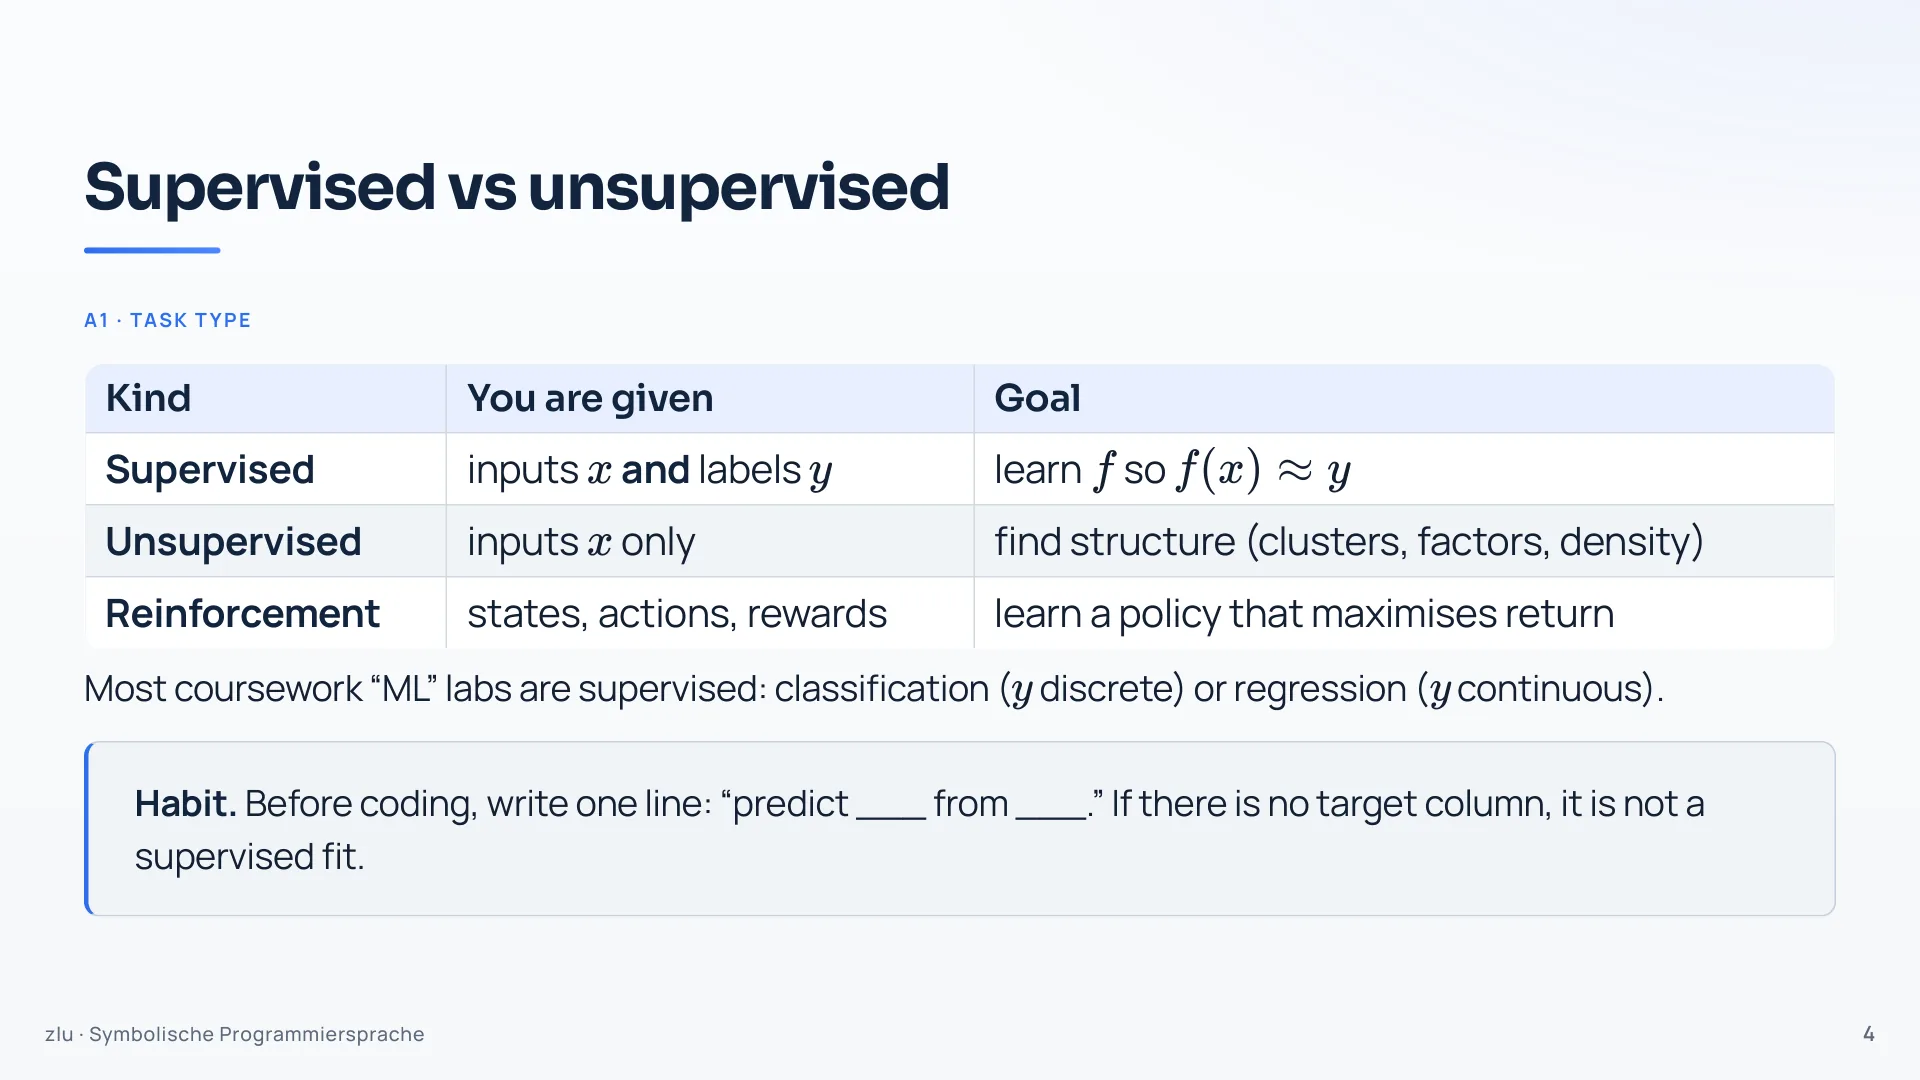 Supervised vs unsupervised
A1 · TASK TYPE
Kind You are given Goal
Supervised inputs x and labels y learn f so f(x) ≈ y
Unsupervised inputs x only find structure (clusters, factors, density)
Reinforcement states, actions, rewards learn a policy that maximises return
Most coursework “ML” labs are supervised: classification (y discrete) or regression (y continuous).
Habit. Before coding, write one line: “predict ____ from ____.” If there is no target column, it is not a
supervised fit.
zlu · Symbolische Programmiersprache 4